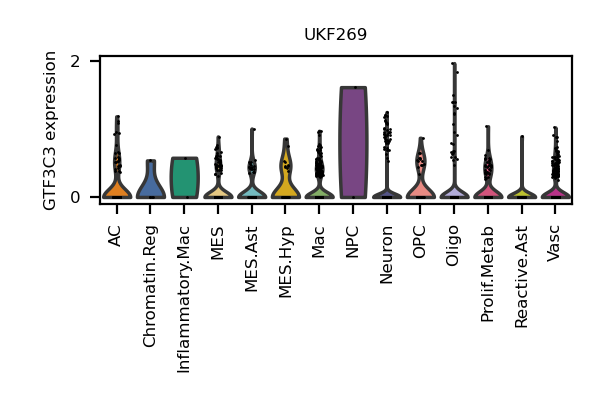 UKF269
GTF3C3 expression
2
0
AC
Chromatin.Reg
Inflammatory.Mac
MES
MES.Ast
MES.Hyp
Mac
NPC
Neuron
OPC
Oligo
Prolif.Metab
Reactive.Ast
Vasc